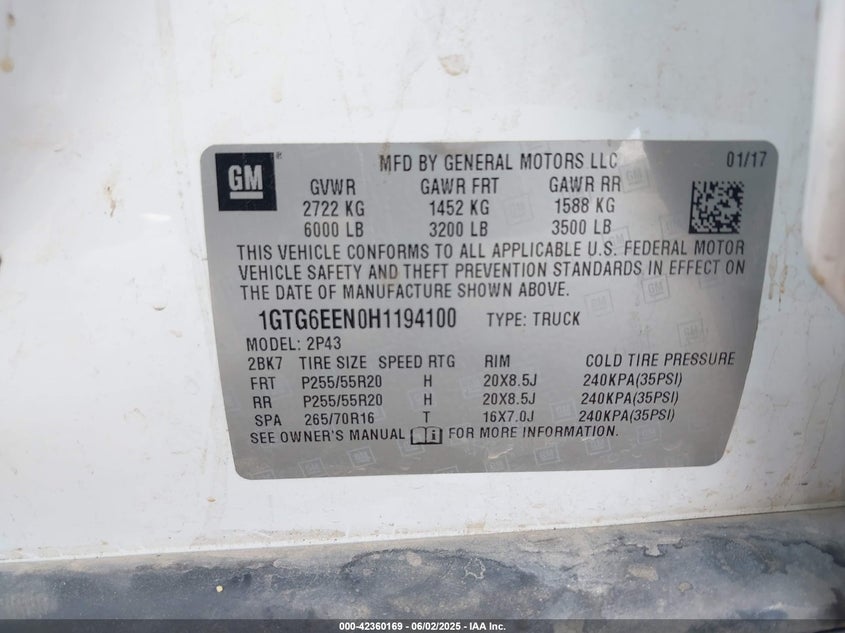 GM
MFD BY GENERAL MOTORS LLC 01/17
GVWR GAWR FRT GAWR RR
2722 KG 1452 KG 1588 KG
6000 LB 3200 LB 3500 LB
THIS VEHICLE CONFORMS TO ALL APPLICABLE U.S. FEDERAL MOTOR
VEHICLE SAFETY AND THEFT PREVENTION STANDARDS IN EFFECT ON
THE DATE OF MANUFACTURE SHOWN ABOVE.
1GTG6EEN0H1194100 TYPE: TRUCK
MODEL: 2P43
2BK7 TIRE SIZE SPEED RTG RIM COLD TIRE PRESSURE
FRT P255/55R20 H 20X8.5J 240KPA(35PSI)
RR P255/55R20 H 20X8.5J 240KPA(35PSI)
SPA 265/70R16 T 16X7.0J 240KPA(35PSI)
SEE OWNER'S MANUAL FOR MORE INFORMATION.
000-42360169 - 06/02/2025 - IAA Inc.